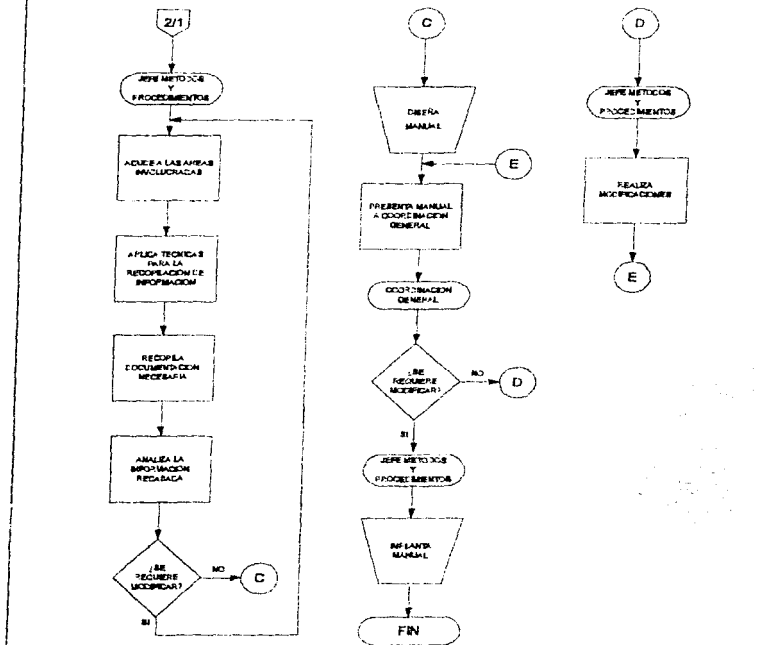 2/1
JEFE METODOS
Y
PROCEDIMIENTOS
ACUDE A LAS AREAS
INVOLUCRADAS
APLICA TECNICAS
PARA LA
RECOPILACION DE
INFORMACION
RECOPILA
DOCUMENTACION
NECESARIA
ANALIZA LA
INFORMACION
RECABADA
¿SE
REQUIERE
MODIFICAR?
NO
C
SI
C
DISEÑA
MANUAL
E
PRESENTA MANUAL
A COORDINACION
GENERAL
COORDINACION
GENERAL
¿SE
REQUIERE
MODIFICAR?
NO
D
SI
JEFE METODOS
Y
PROCEDIMIENTOS
IMPLANTA
MANUAL
FIN
D
JEFE METODOS
Y
PROCEDIMIENTOS
REALIZA
MODIFICACIONES
E